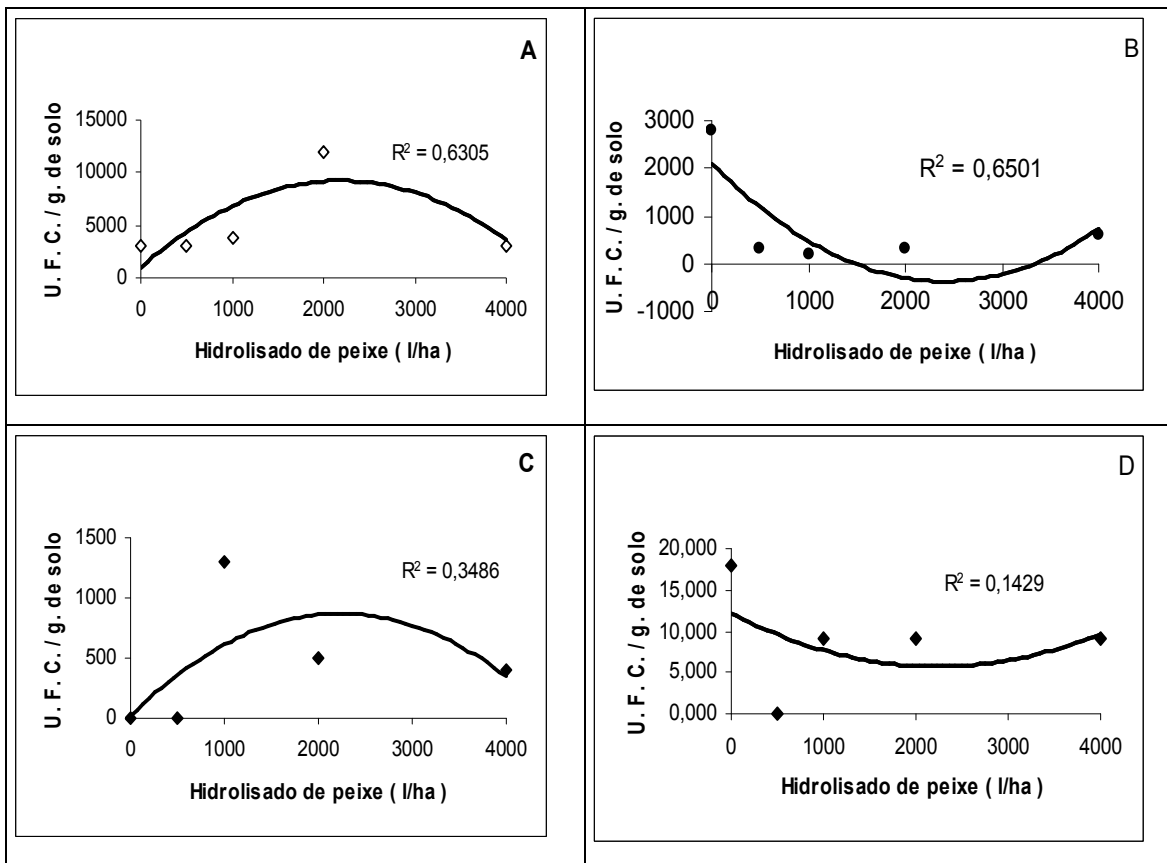 A
U. F. C. / g. de solo
15000
10000
5000
0
R² = 0,6305
0 1000 2000 3000 4000
Hidrolisado de peixe ( l/ha )
B
U. F. C. / g. de solo
3000
2000
1000
0
-1000
R² = 0,6501
0 1000 2000 3000 4000
Hidrolisado de peixe ( l/ha )
C
U. F. C. / g. de solo
1500
1000
500
0
R² = 0,3486
0 1000 2000 3000 4000
Hidrolisado de peixe ( l/ha )
D
U. F. C. / g. de solo
20,000
15,000
10,000
5,000
0,000
R² = 0,1429
0 1000 2000 3000 4000
Hidrolisado de peixe ( l/ha )